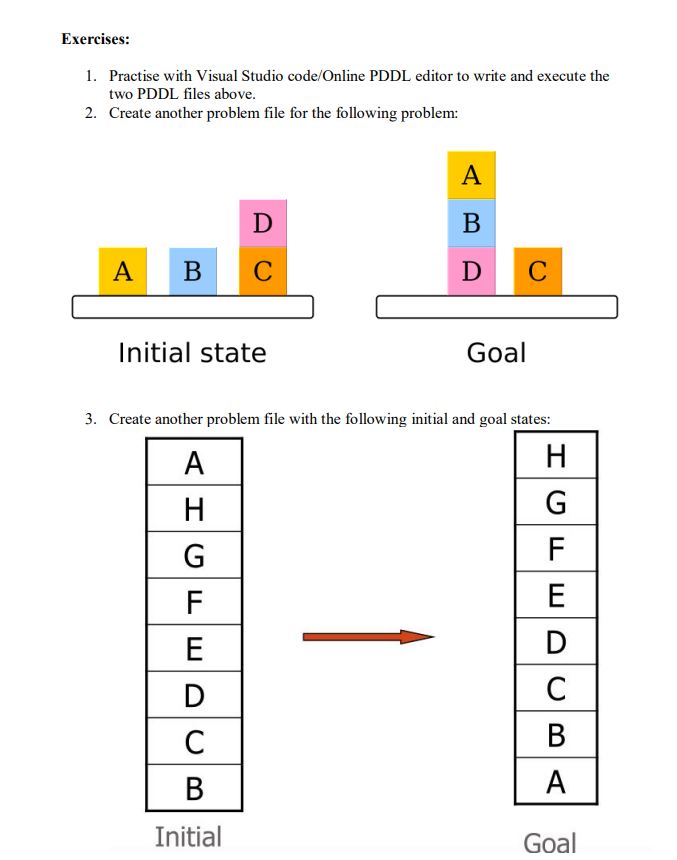 Exercises:
1. Practise with Visual Studio code/Online PDDL editor to write and execute the
two PDDL files above.
2. Create another problem file for the following problem:
A
D B
A B C D C
Initial state Goal
3. Create another problem file with the following initial and goal states:
A H
H G
G F
F E
E D
D C
C B
B A
Initial Goal